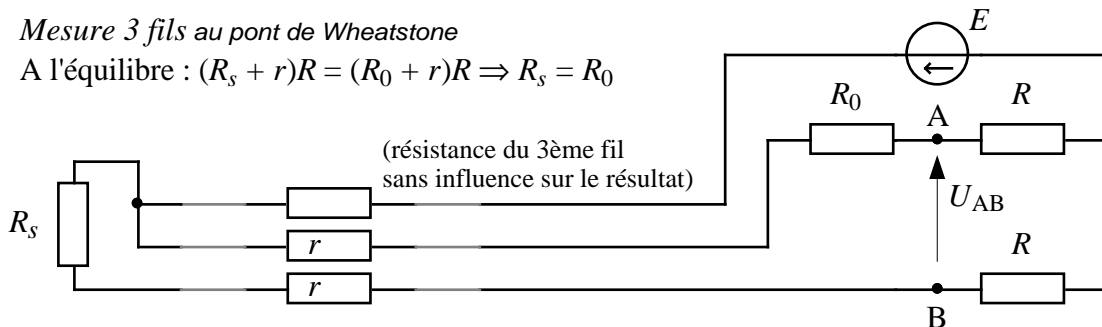 Mesure 3 fils au pont de Wheatstone
A l'équilibre : (Rs + r)R = (R0 + r)R ⇒ Rs = R0
E
R0
A
R
(résistance du 3ème fil
sans influence sur le résultat)
UAB
Rs
r
R
r
B